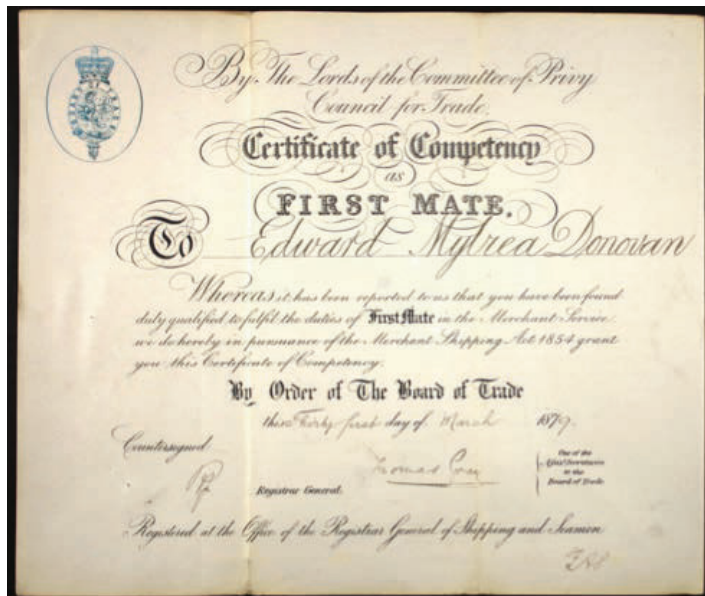 By The Lords of the Committee of Privy
Council for Trade.
Certificate of Competency
as
FIRST MATE.
To Edward Mylrea Donovan
Whereas it has been reported to us that you have been found
duly qualified to fulfil the duties of First Mate in the Merchant Service
we do hereby in pursuance of the Merchant Shipping Act 1854 grant
you this Certificate of Competency.
By Order of The Board of Trade
this Thirty first day of March 1879.
Countersigned
Thomas Gray
One of the
Assist Secretaries
to the
Board of Trade
Registrar General.
Registered at the Office of the Registrar General of Shipping and Seamen